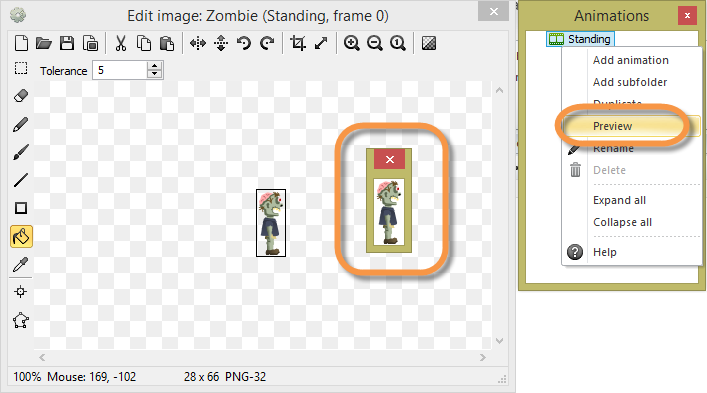 Edit image: Zombie (Standing, frame 0)
Tolerance 5
100% Mouse: 169, -102 28 x 66 PNG-32
Animations
Standing
Add animation
Add subfolder
Duplicate
Preview
Rename
Delete
Expand all
Collapse all
Help